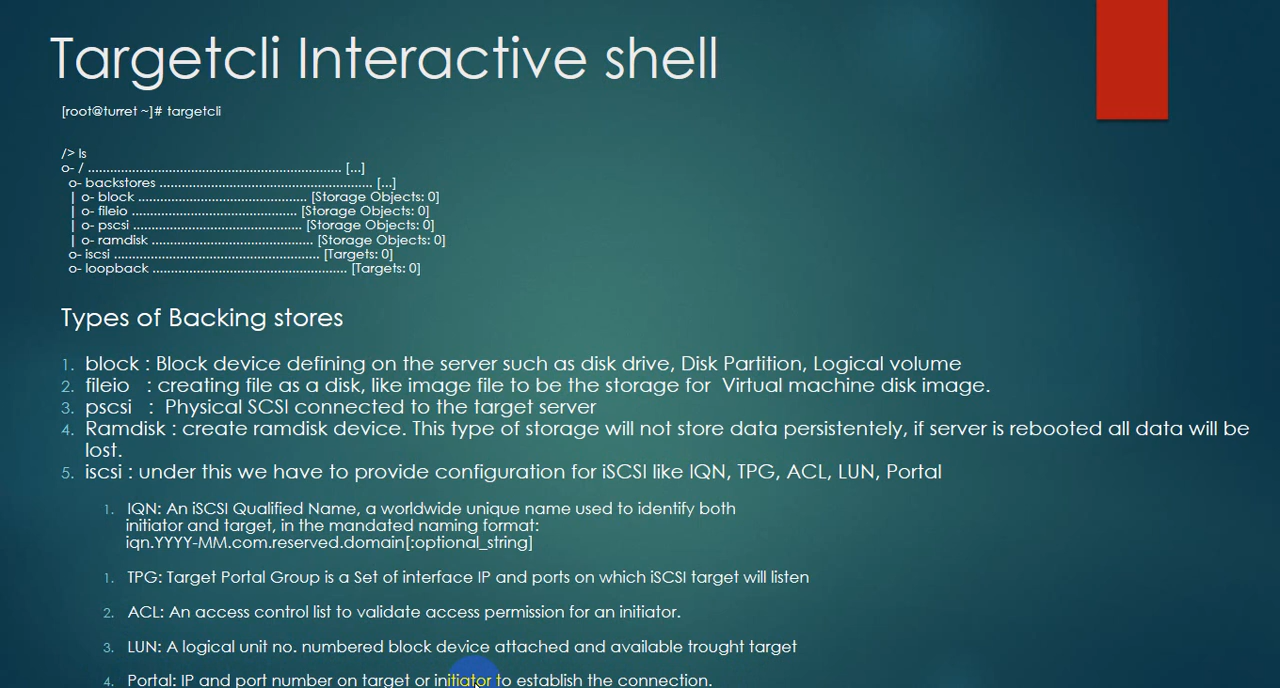 Targetcli Interactive shell
[root@turret ~]# targetcli
/> ls
o- / .................................................................... [...]
o- backstores ......................................................... [...]
| o- block ............................................. [Storage Objects: 0]
| o- fileio ............................................ [Storage Objects: 0]
| o- pscsi ............................................. [Storage Objects: 0]
| o- ramdisk ........................................... [Storage Objects: 0]
o- iscsi ....................................................... [Targets: 0]
o- loopback .................................................... [Targets: 0]
Types of Backing stores
1. block : Block device defining on the server such as disk drive, Disk Partition, Logical volume
2. fileio : creating file as a disk, like image file to be the storage for Virtual machine disk image.
3. pscsi : Physical SCSI connected to the target server
4. Ramdisk : create ramdisk device. This type of storage will not store data persistentely, if server is rebooted all data will be
lost.
5. iscsi : under this we have to provide configuration for iSCSI like IQN, TPG, ACL, LUN, Portal
1. IQN: An iSCSI Qualified Name, a worldwide unique name used to identify both
initiator and target, in the mandated naming format:
iqn.YYYY-MM.com.reserved.domain[:optional_string]
1. TPG: Target Portal Group is a Set of interface IP and ports on which iSCSI target will listen
2. ACL: An access control list to validate access permission for an initiator.
3. LUN: A logical unit no. numbered block device attached and available trought target
4. Portal: IP and port number on target or initiator to establish the connection.